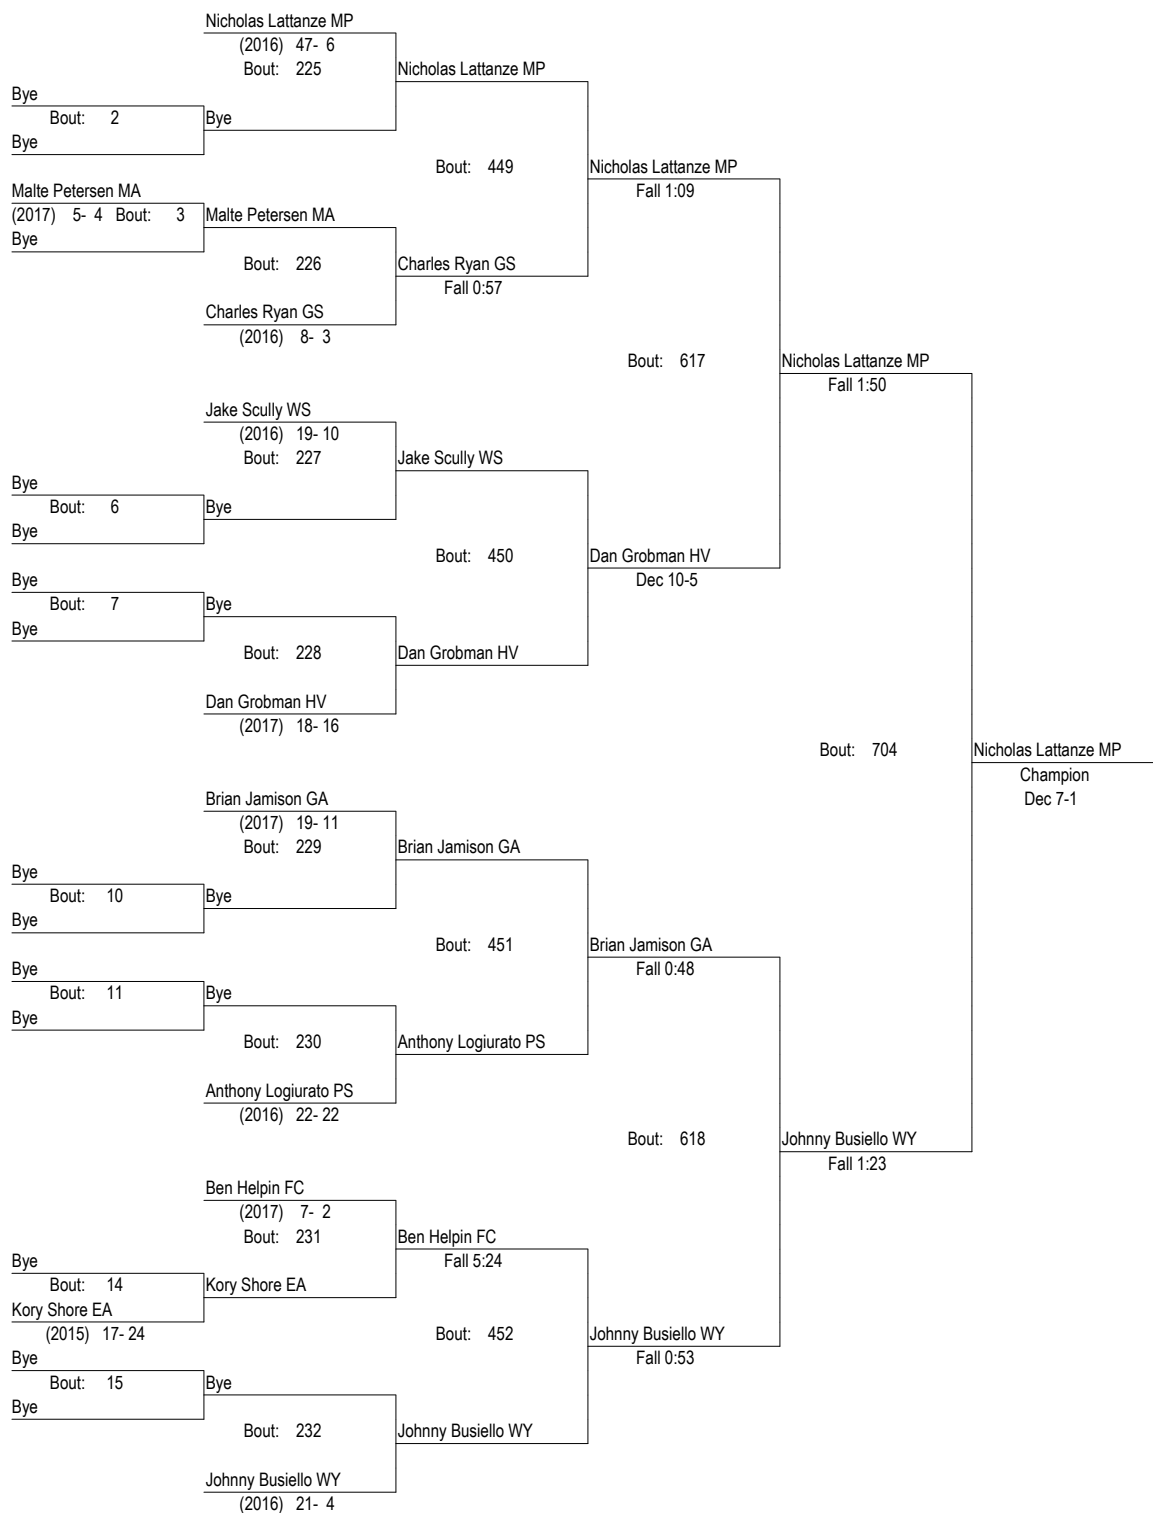 Nicholas Lattanze MP
(2016) 47- 6
Bout: 225
Nicholas Lattanze MP
Bye
Bout: 2
Bye
Bye
Bout: 449
Nicholas Lattanze MP
Fall 1:09
Malte Petersen MA
(2017) 5- 4 Bout: 3
Malte Petersen MA
Bye
Bout: 226
Charles Ryan GS
Fall 0:57
Charles Ryan GS
(2016) 8- 3
Bout: 617
Nicholas Lattanze MP
Fall 1:50
Jake Scully WS
(2016) 19- 10
Bout: 227
Jake Scully WS
Bye
Bout: 6
Bye
Bye
Bout: 450
Dan Grobman HV
Dec 10-5
Bye
Bout: 7
Bye
Bye
Bout: 228
Dan Grobman HV
Dan Grobman HV
(2017) 18- 16
Bout: 704
Nicholas Lattanze MP
Champion
Dec 7-1
Brian Jamison GA
(2017) 19- 11
Bout: 229
Brian Jamison GA
Bye
Bout: 10
Bye
Bye
Bout: 451
Brian Jamison GA
Fall 0:48
Bye
Bout: 11
Bye
Bye
Bout: 230
Anthony Logiurato PS
Anthony Logiurato PS
(2016) 22- 22
Bout: 618
Johnny Busiello WY
Fall 1:23
Ben Helpin FC
(2017) 7- 2
Bout: 231
Ben Helpin FC
Fall 5:24
Bye
Bout: 14
Kory Shore EA
Kory Shore EA
(2015) 17- 24
Bout: 452
Johnny Busiello WY
Fall 0:53
Bye
Bout: 15
Bye
Bye
Bout: 232
Johnny Busiello WY
Johnny Busiello WY
(2016) 21- 4